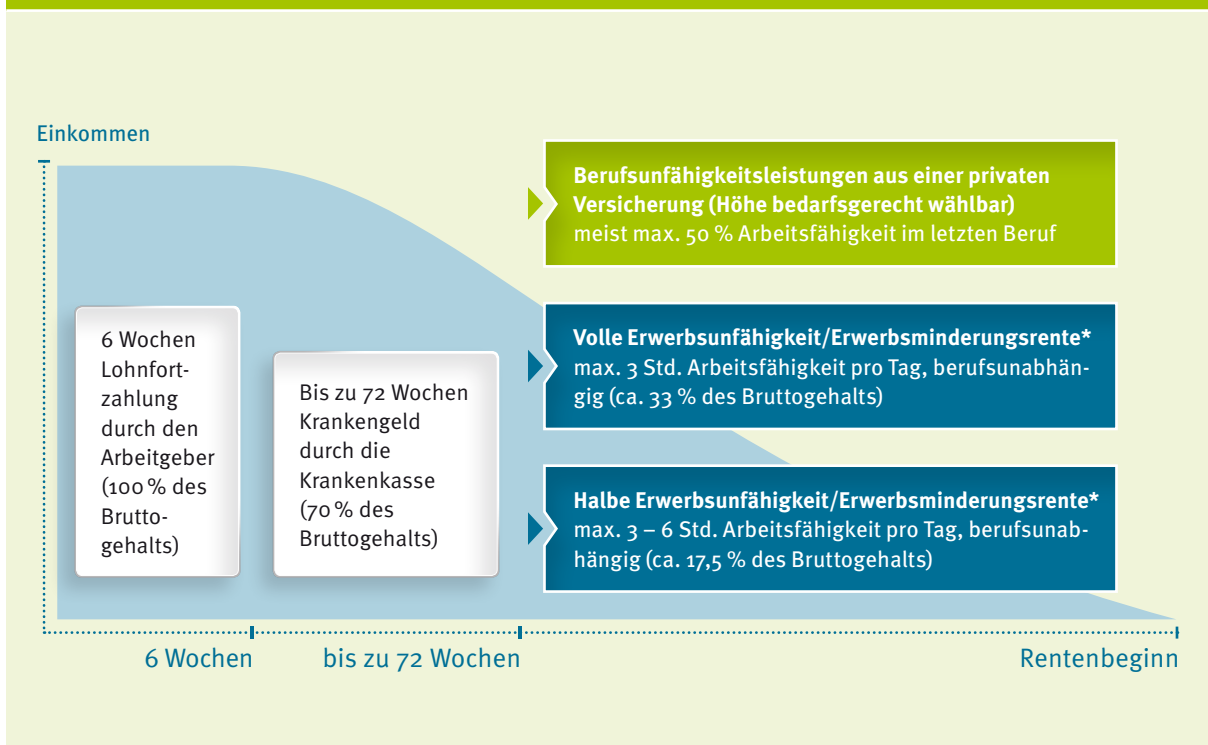 Einkommen
Berufsunfähigkeitsleistungen aus einer privaten
Versicherung (Höhe bedarfsgerecht wählbar)
meist max. 50 % Arbeitsfähigkeit im letzten Beruf
6 Wochen
Lohnfort-
zahlung
durch den
Arbeitgeber
(100 % des
Brutto-
gehalts)
Bis zu 72 Wochen
Krankengeld
durch die
Krankenkasse
(70 % des
Bruttogehalts)
Volle Erwerbsunfähigkeit/Erwerbsminderungsrente*
max. 3 Std. Arbeitsfähigkeit pro Tag, berufsunabhän-
gig (ca. 33 % des Bruttogehalts)
Halbe Erwerbsunfähigkeit/Erwerbsminderungsrente*
max. 3 – 6 Std. Arbeitsfähigkeit pro Tag, berufsunab-
hängig (ca. 17,5 % des Bruttogehalts)
6 Wochen
bis zu 72 Wochen
Rentenbeginn